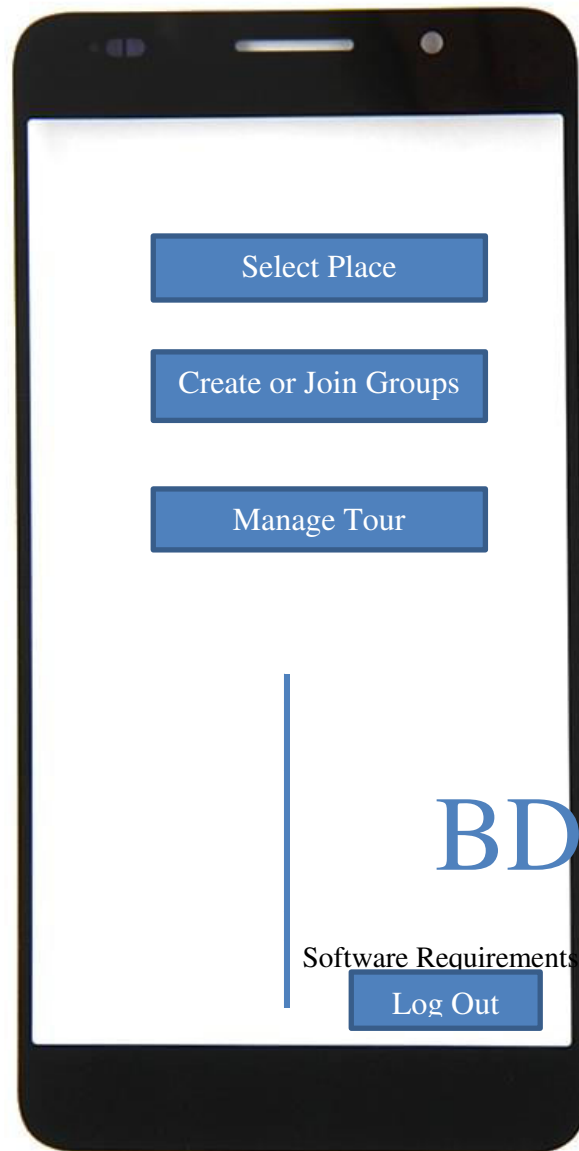 Select Place
Create or Join Groups
Manage Tour
BD
Software Requirements
Log Out